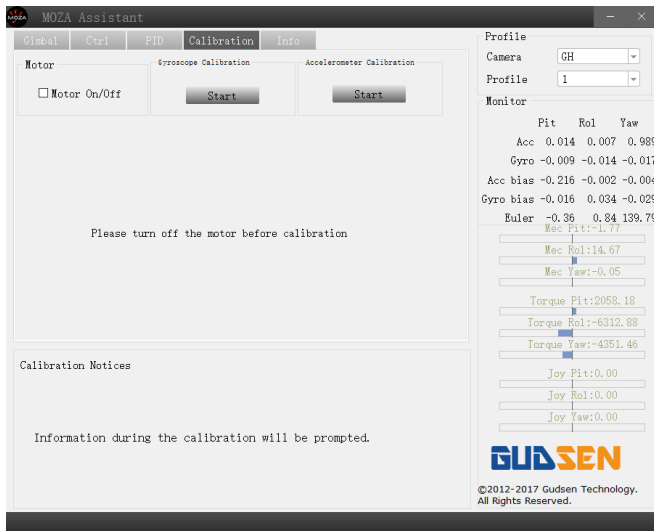 MOZA MOZA Assistant
Gimbal Ctrl PID Calibration Info
Motor
Motor On/Off
Gyroscope Calibration
Start
Accelerometer Calibration
Start
Please turn off the motor before calibration
Calibration Notices
Information during the calibration will be prompted.
Profile
Camera GH
Profile 1
Monitor
Pit Rol Yaw
Acc 0.014 0.007 0.989
Gyro -0.009 -0.014 -0.017
Acc bias -0.216 -0.002 -0.004
Gyro bias -0.016 0.034 -0.029
Euler -0.36 0.84 139.79
Mec Pit:-1.77
Mec Rol:14.67
Mec Yaw:-0.05
Torque Pit:2058.18
Torque Rol:-6312.88
Torque Yaw:-4351.46
Joy Pit:0.00
Joy Rol:0.00
Joy Yaw:0.00
GUDSEN
©2012-2017 Gudsen Technology.
All Rights Reserved.